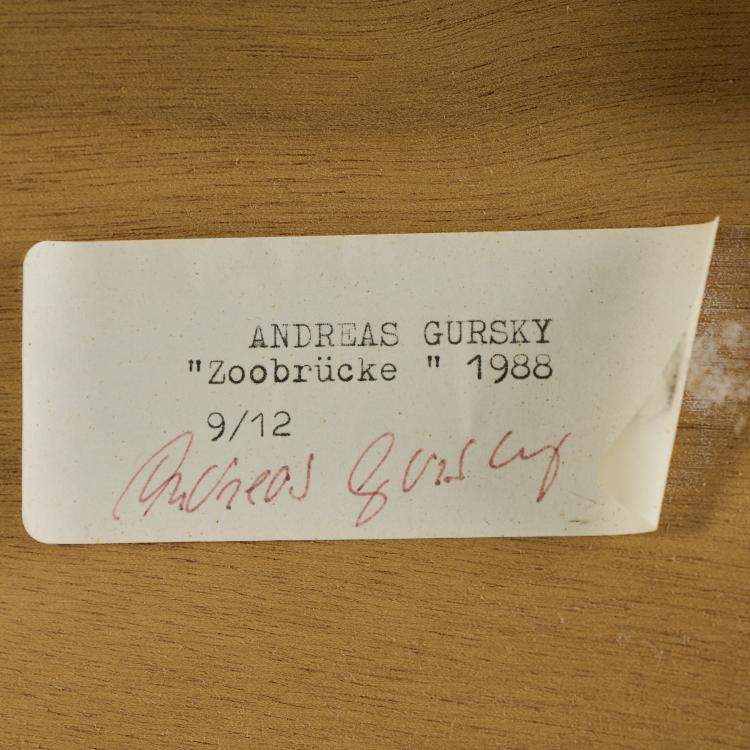 ANDREAS GURSKY
"Zoobrücke " 1988
9/12
Andreas Gursky